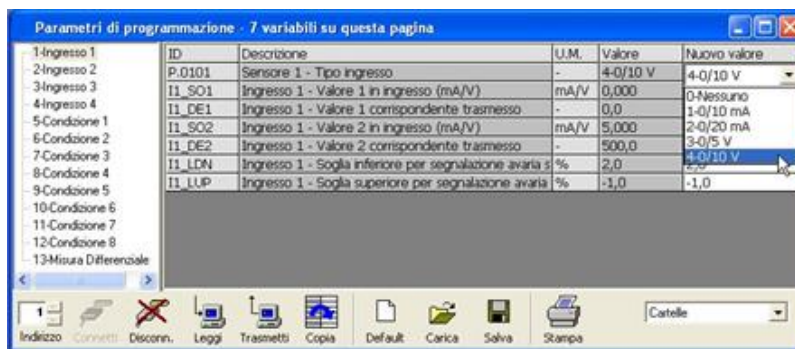 Parametri di programmazione - 7 variabili su questa pagina
1-Ingresso 1
2-Ingresso 2
3-Ingresso 3
4-Ingresso 4
5-Condizione 1
6-Condizione 2
7-Condizione 3
8-Condizione 4
9-Condizione 5
10-Condizione 6
11-Condizione 7
12-Condizione 8
13-Misura Differenziale
ID Descrizione U.M. Valore Nuovo valore
P.0101 Sensore 1 - Tipo ingresso - 4-0/10 V 4-0/10 V
I1_SO1 Ingresso 1 - Valore 1 in ingresso (mA/V) mA/V 0,000
I1_DE1 Ingresso 1 - Valore 1 corrispondente trasmesso - 0,0
I1_SO2 Ingresso 1 - Valore 2 in ingresso (mA/V) mA/V 5,000
I1_DE2 Ingresso 1 - Valore 2 corrispondente trasmesso - 500,0
I1_LDN Ingresso 1 - Soglia inferiore per segnalazione avaria s % 2,0 2,0
I1_LUP Ingresso 1 - Soglia superiore per segnalazione avaria % -1,0 -1,0
0-Nessuno
1-0/10 mA
2-0/20 mA
3-0/5 V
4-0/10 V
1
Cartelle
Indirizzo Connetti Disconn. Leggi Trasmetti Copia Default Carica Salva Stampa